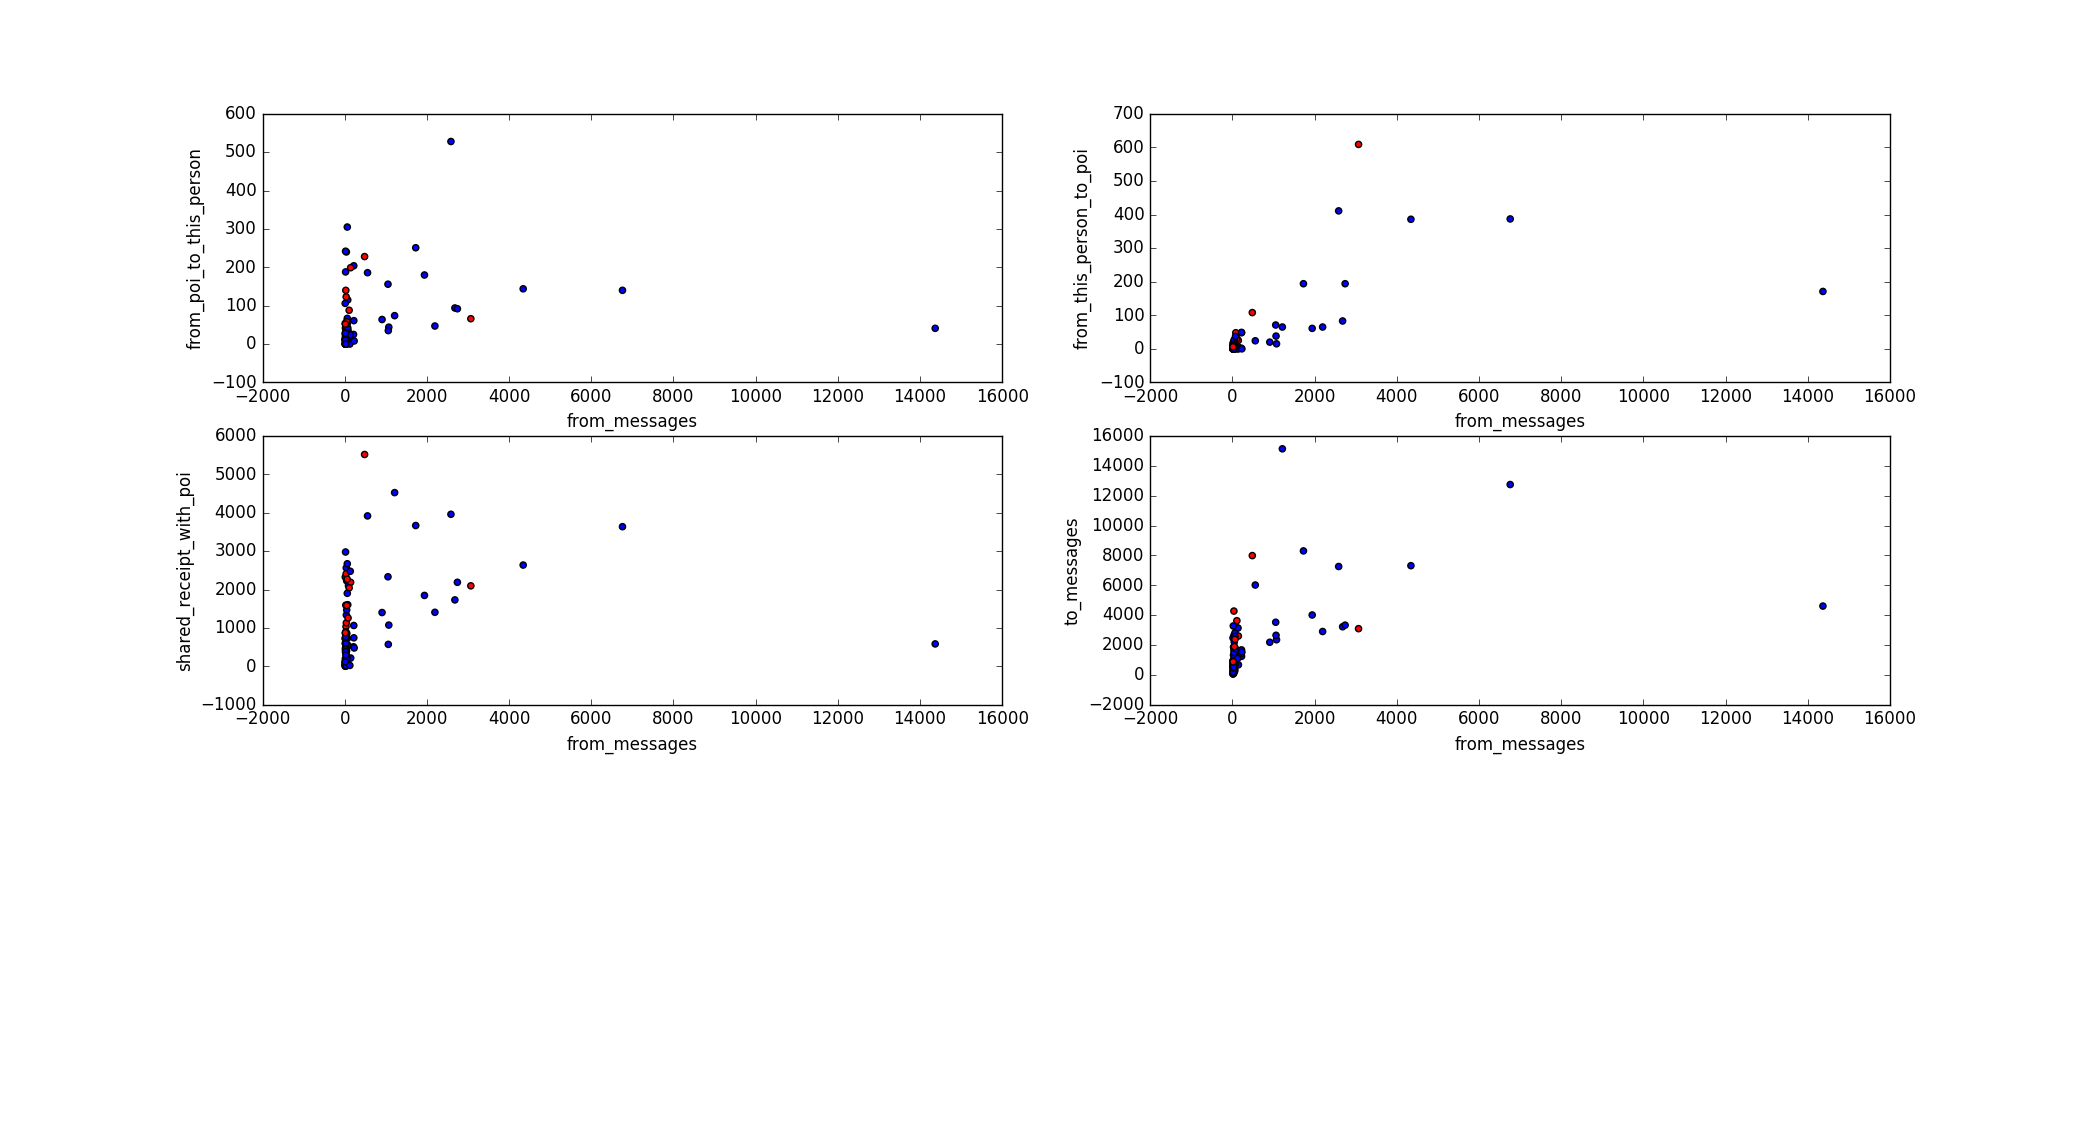 600
500
400
300
200
100
0
−100
from_poi_to_this_person
−2000 0 2000 4000 6000 8000 10000 12000 14000 16000
from_messages
700
600
500
400
300
200
100
0
−100
from_this_person_to_poi
−2000 0 2000 4000 6000 8000 10000 12000 14000 16000
from_messages
6000
5000
4000
3000
2000
1000
0
−1000
shared_receipt_with_poi
−2000 0 2000 4000 6000 8000 10000 12000 14000 16000
from_messages
16000
14000
12000
10000
8000
6000
4000
2000
0
−2000
to_messages
−2000 0 2000 4000 6000 8000 10000 12000 14000 16000
from_messages